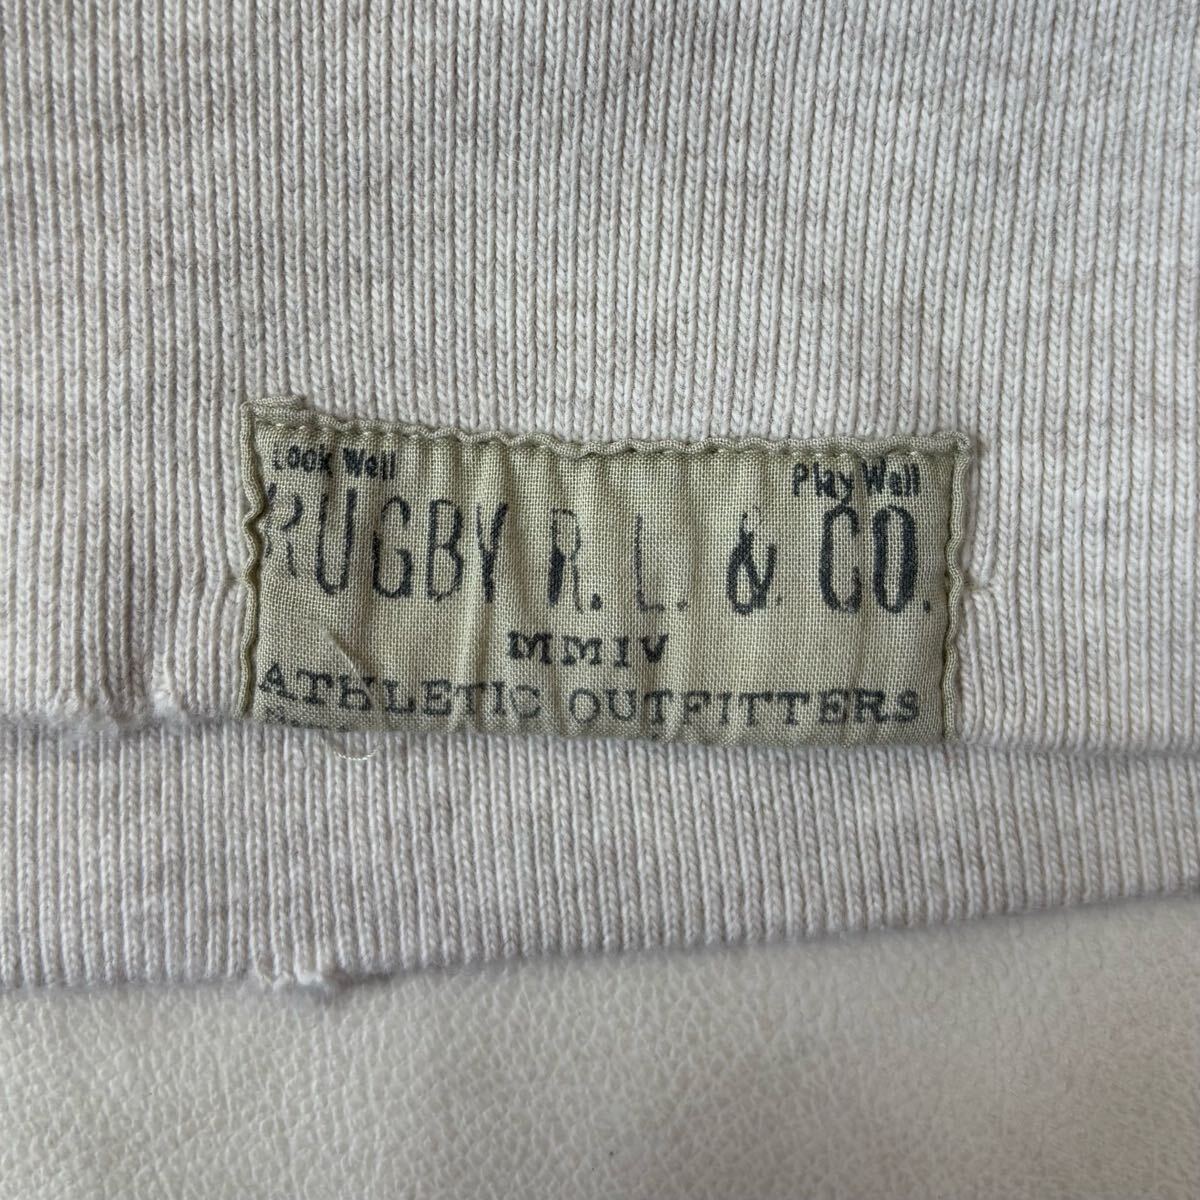 Look Well Play Well
RUGBY R. L. & CO.
MMIV
ATHLETIC OUTFITTERS